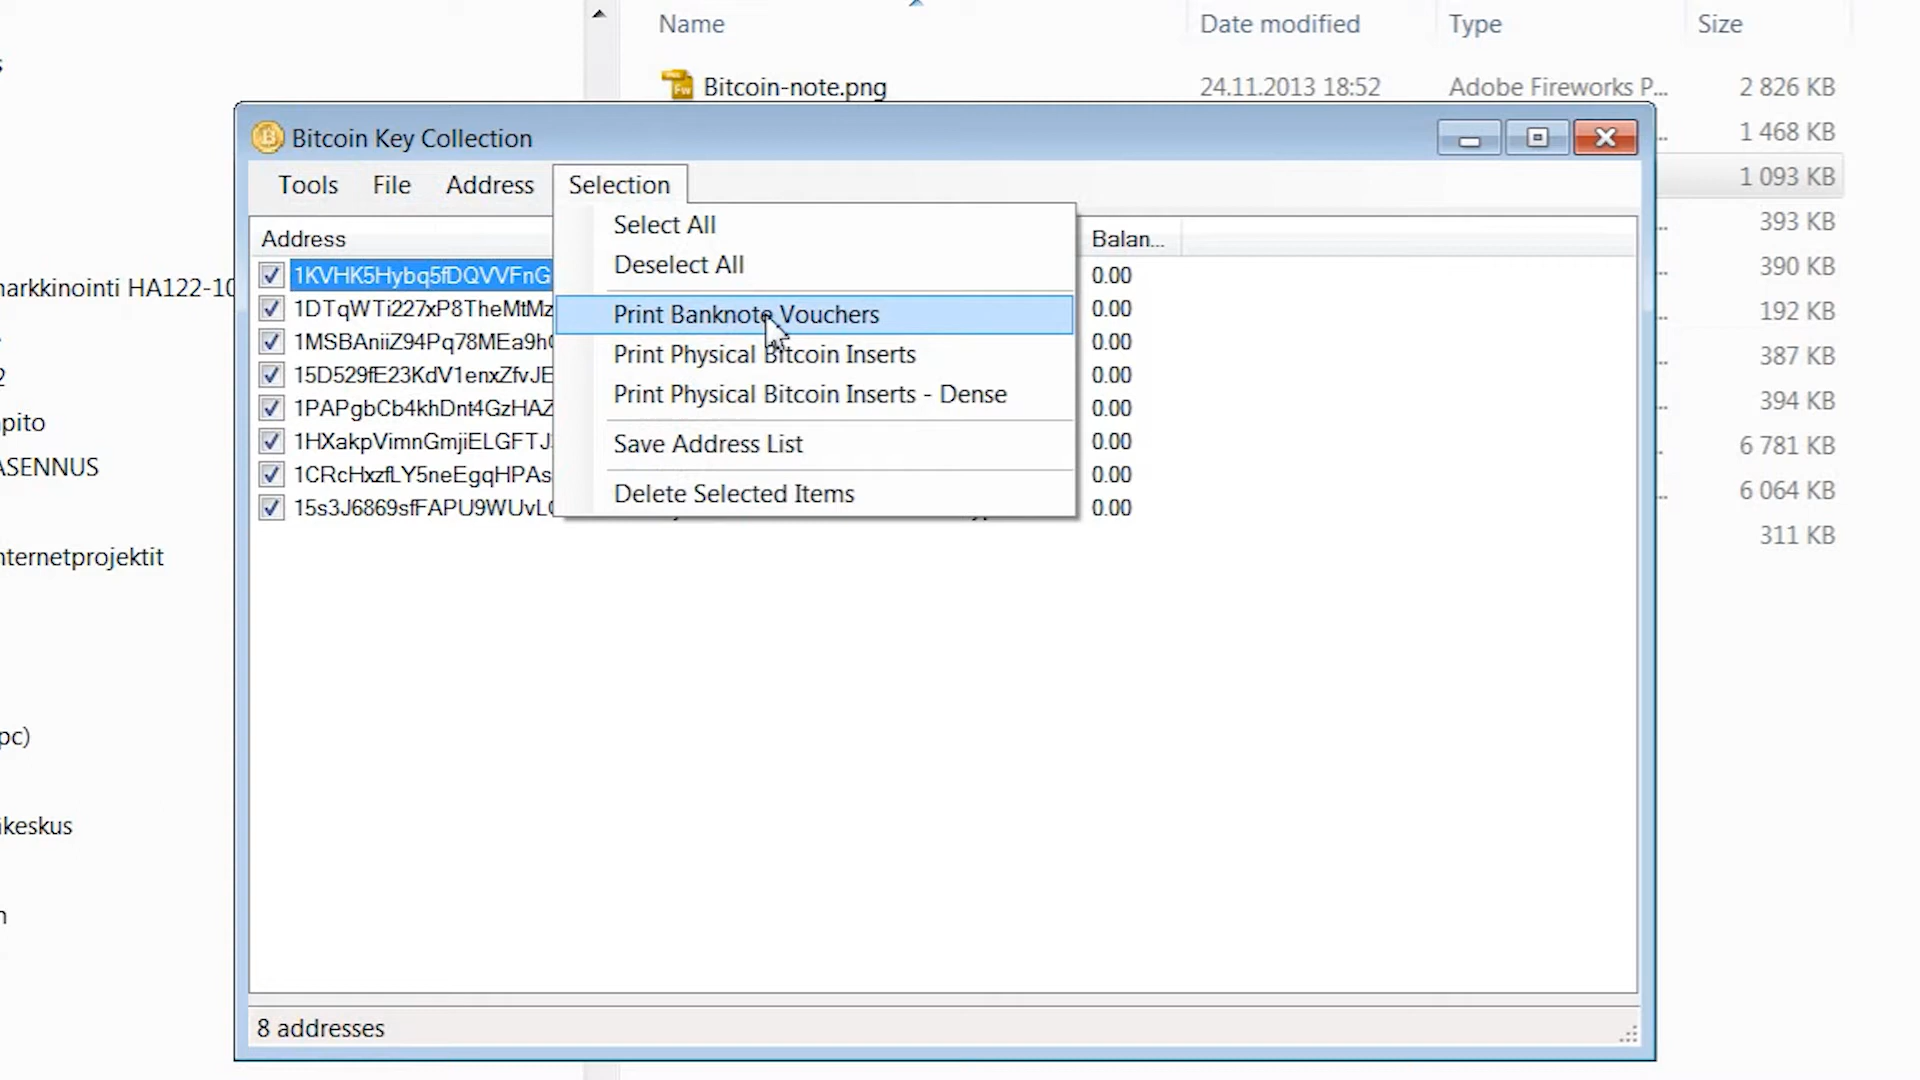 Name Date modified Type Size
Bitcoin-note.png 24.11.2013 18:52 Adobe Fireworks P... 2 826 KB
Bitcoin Key Collection
1 468 KB
Tools File Address Selection
1 093 KB
Select All
393 KB
Address Balan...
Deselect All
390 KB
1KVHK5Hybq5fDQVVFnG 0.00
markkinointi HA122-10
1DTqWTi227xP8TheMtMz 0.00
Print Banknote Vouchers
192 KB
1MSBAniiZ94Pq78MEa9h 0.00
Print Physical Bitcoin Inserts
387 KB
15D529fE23KdV1enxZfvJE 0.00
Print Physical Bitcoin Inserts - Dense
394 KB
1PAPgbCb4khDnt4GzHAZ 0.00
pito
1HXakpVimnGmjiELGFTJ 0.00
Save Address List
6 781 KB
ASENNUS
1CRcHxzfLY5neEgqHPAs 0.00
Delete Selected Items
6 064 KB
15s3J6869sfFAPU9WUvL 0.00
311 KB
nternetprojektit
pc)
keskus
8 addresses